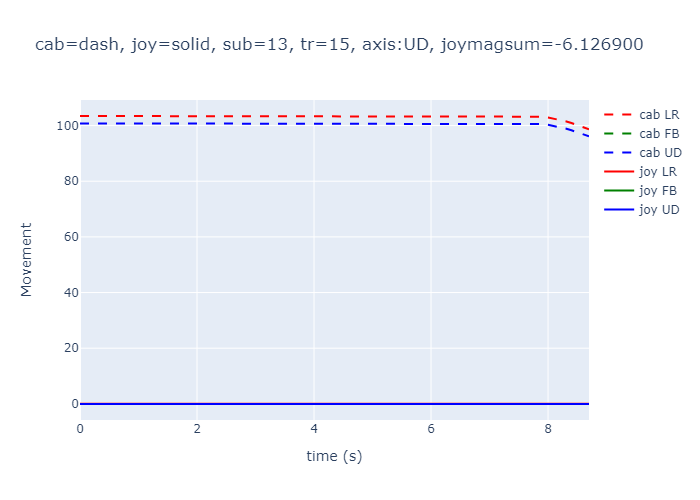 cab=dash, joy=solid, sub=13, tr=15, axis:UD, joymagsum=-6.126900
cab LR
cab FB
cab UD
joy LR
joy FB
joy UD
Movement
100
80
60
40
20
0
0 2 4 6 8
time (s)